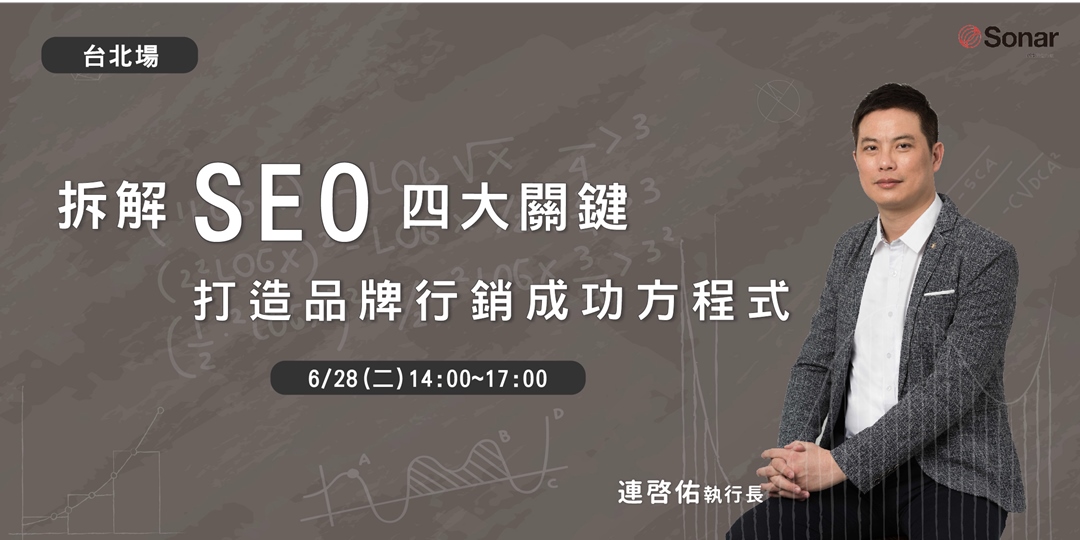 台北場
Sonar
拆解 SEO 四大關鍵
打造品牌行銷成功方程式
6/28(二)14:00~17:00
連啓佑執行長